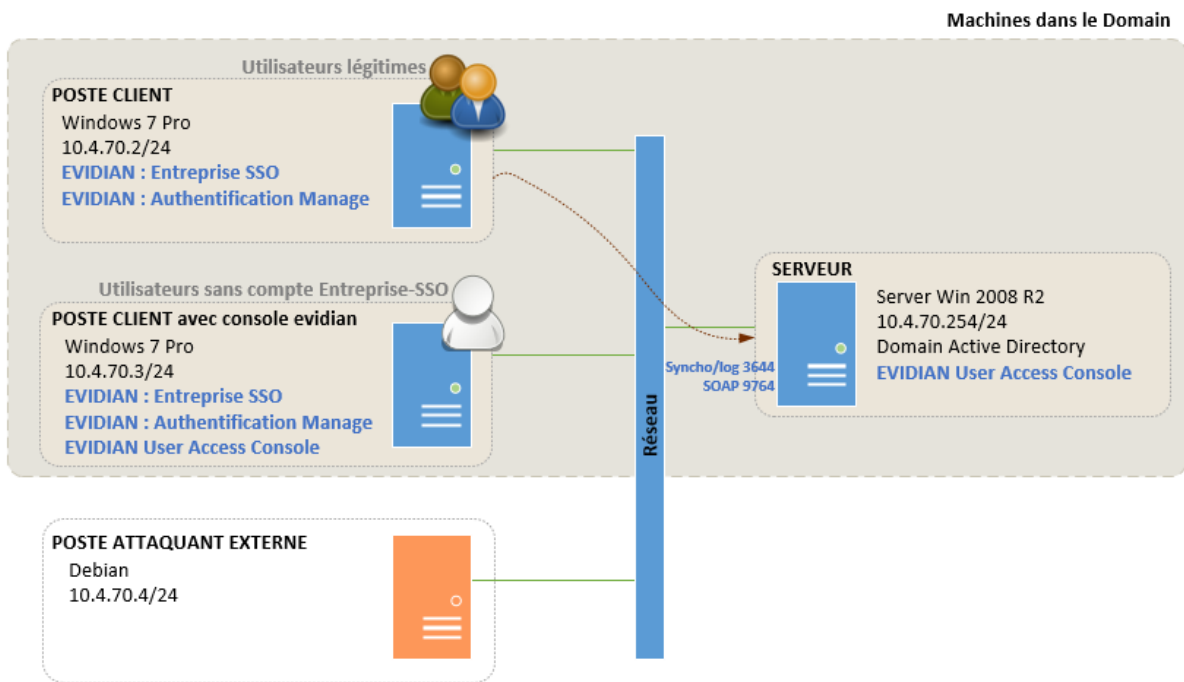 Machines dans le Domain
Utilisateurs légitimes
POSTE CLIENT
Windows 7 Pro
10.4.70.2/24
EVIDIAN : Entreprise SSO
EVIDIAN : Authentification Manage
Utilisateurs sans compte Entreprise-SSO
POSTE CLIENT avec console evidian
Windows 7 Pro
10.4.70.3/24
EVIDIAN : Entreprise SSO
EVIDIAN : Authentification Manage
EVIDIAN User Access Console
Réseau
SERVEUR
Server Win 2008 R2
10.4.70.254/24
Domain Active Directory
EVIDIAN User Access Console
Syncho/log 3644
SOAP 9764
POSTE ATTAQUANT EXTERNE
Debian
10.4.70.4/24